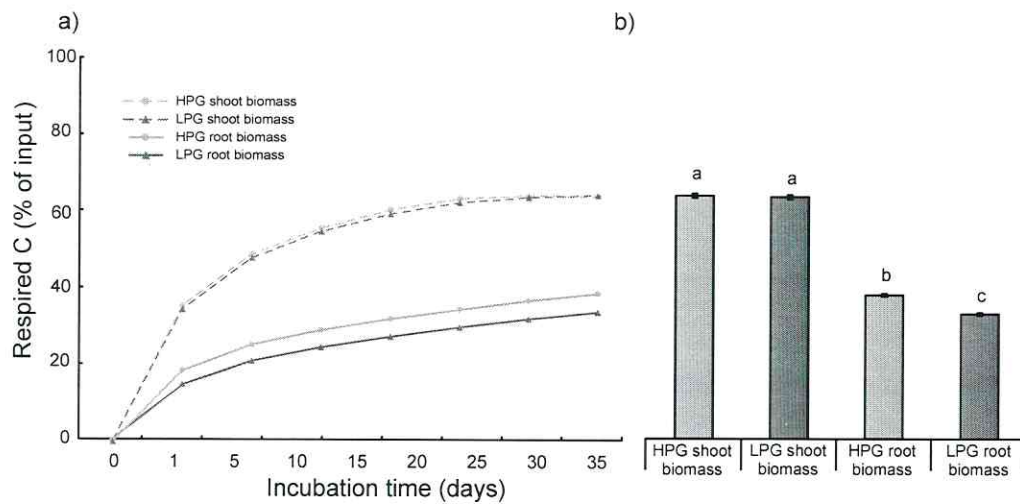 a)
Respired C (% of input)
100
80
60
40
20
0
HPG shoot biomass
LPG shoot biomass
HPG root biomass
LPG root biomass
0 1 5 10 15 20 25 30 35
Incubation time (days)
b)
a a b c
HPG shoot LPG shoot HPG root LPG root
biomass biomass biomass biomass